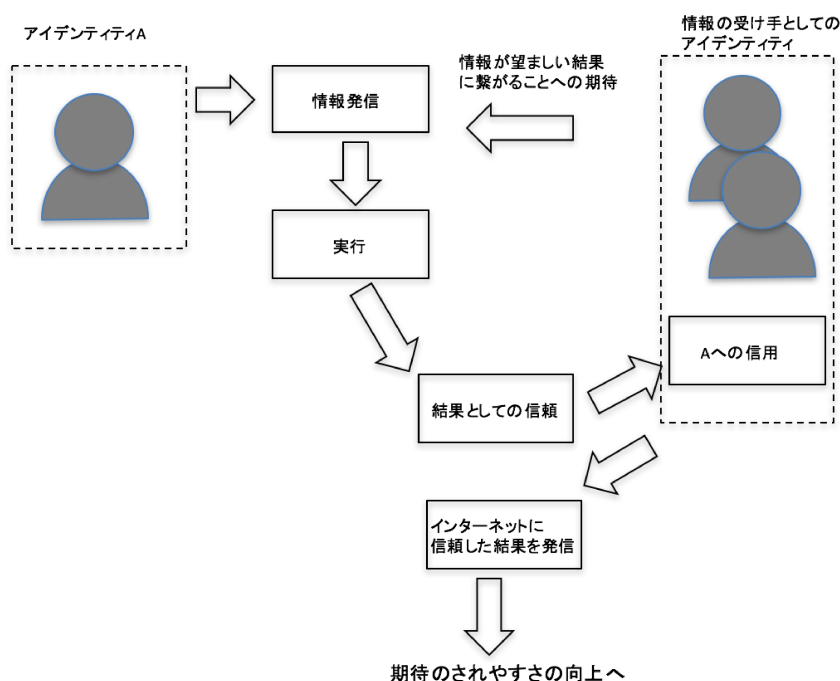 アイデンティティA
情報の受け手としての
アイデンティティ
情報が望ましい結果
に繋がることへの期待
情報発信
実行
Aへの信用
結果としての信頼
インターネットに
信頼した結果を発信
期待のされやすさの向上へ